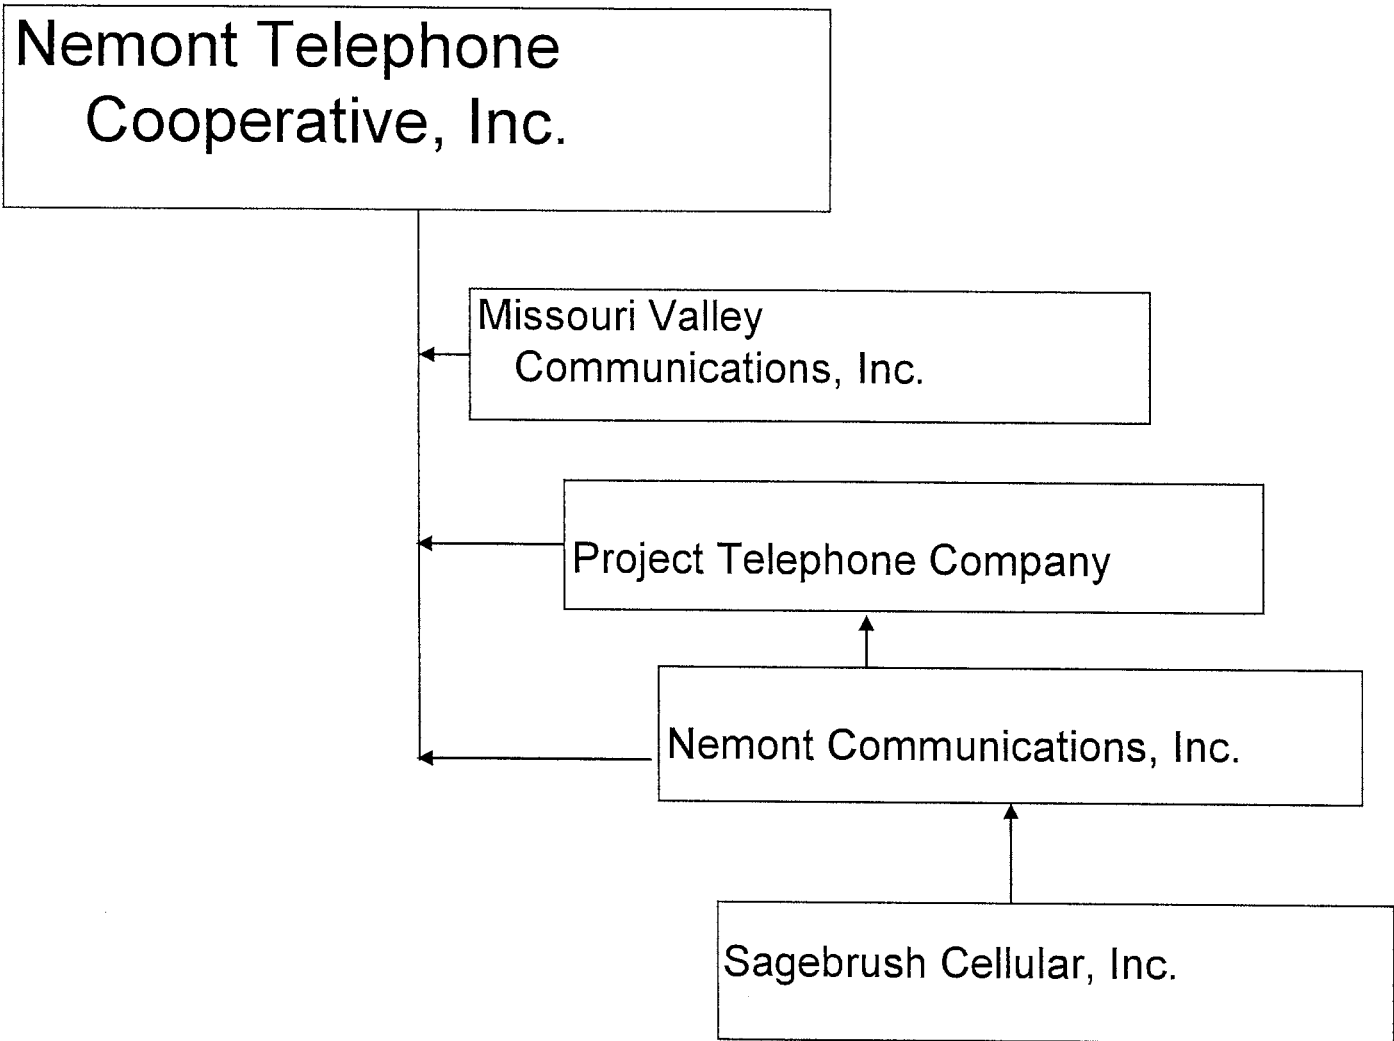 Nemont Telephone
Cooperative, Inc.
Missouri Valley
Communications, Inc.
Project Telephone Company
Nemont Communications, Inc.
Sagebrush Cellular, Inc.